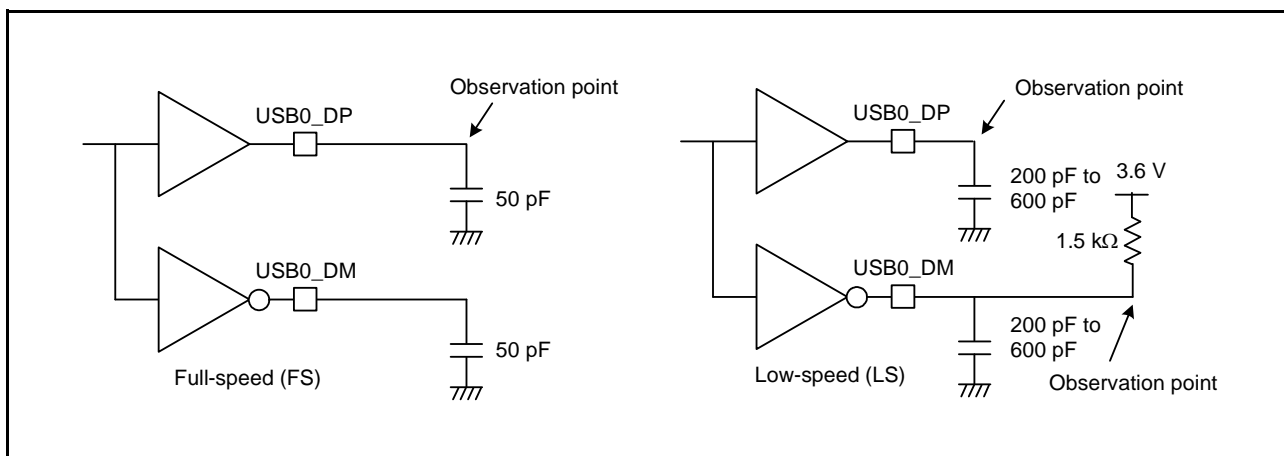 Observation point
USB0_DP
50 pF
USB0_DM
50 pF
Full-speed (FS)
Observation point
USB0_DP
200 pF to
600 pF
3.6 V
1.5 kΩ
USB0_DM
200 pF to
600 pF
Observation point
Low-speed (LS)